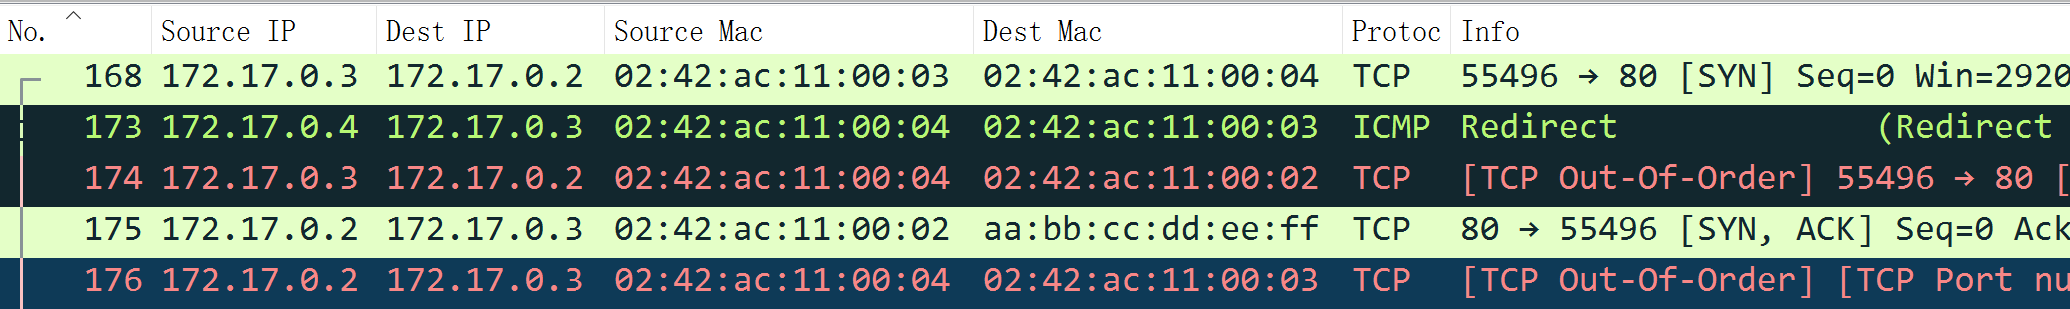 No. Source IP Dest IP Source Mac Dest Mac Protoc Info
168 172.17.0.3 172.17.0.2 02:42:ac:11:00:03 02:42:ac:11:00:04 TCP 55496 → 80 [SYN] Seq=0 Win=2920
173 172.17.0.4 172.17.0.3 02:42:ac:11:00:04 02:42:ac:11:00:03 ICMP Redirect (Redirect
174 172.17.0.3 172.17.0.2 02:42:ac:11:00:04 02:42:ac:11:00:02 TCP [TCP Out-Of-Order] 55496 → 80 [
175 172.17.0.2 172.17.0.3 02:42:ac:11:00:02 aa:bb:cc:dd:ee:ff TCP 80 → 55496 [SYN, ACK] Seq=0 Ack
176 172.17.0.2 172.17.0.3 02:42:ac:11:00:04 02:42:ac:11:00:03 TCP [TCP Out-Of-Order] [TCP Port nu